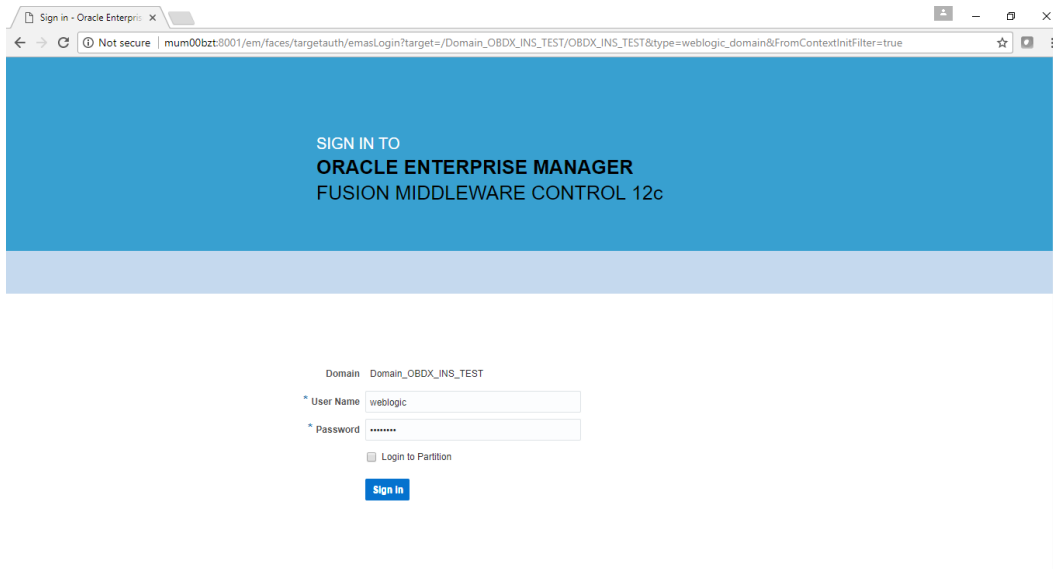 Sign in - Oracle Enterpris
Not secure mum00bzt:8001/em/faces/targetauth/emasLogin?target=/Domain_OBDX_INS_TEST/OBDX_INS_TEST&type=weblogic_domain&FromContextInitFilter=true
SIGN IN TO
ORACLE ENTERPRISE MANAGER
FUSION MIDDLEWARE CONTROL 12c
Domain Domain_OBDX_INS_TEST
* User Name weblogic
* Password ••••••••
Login to Partition
Sign in